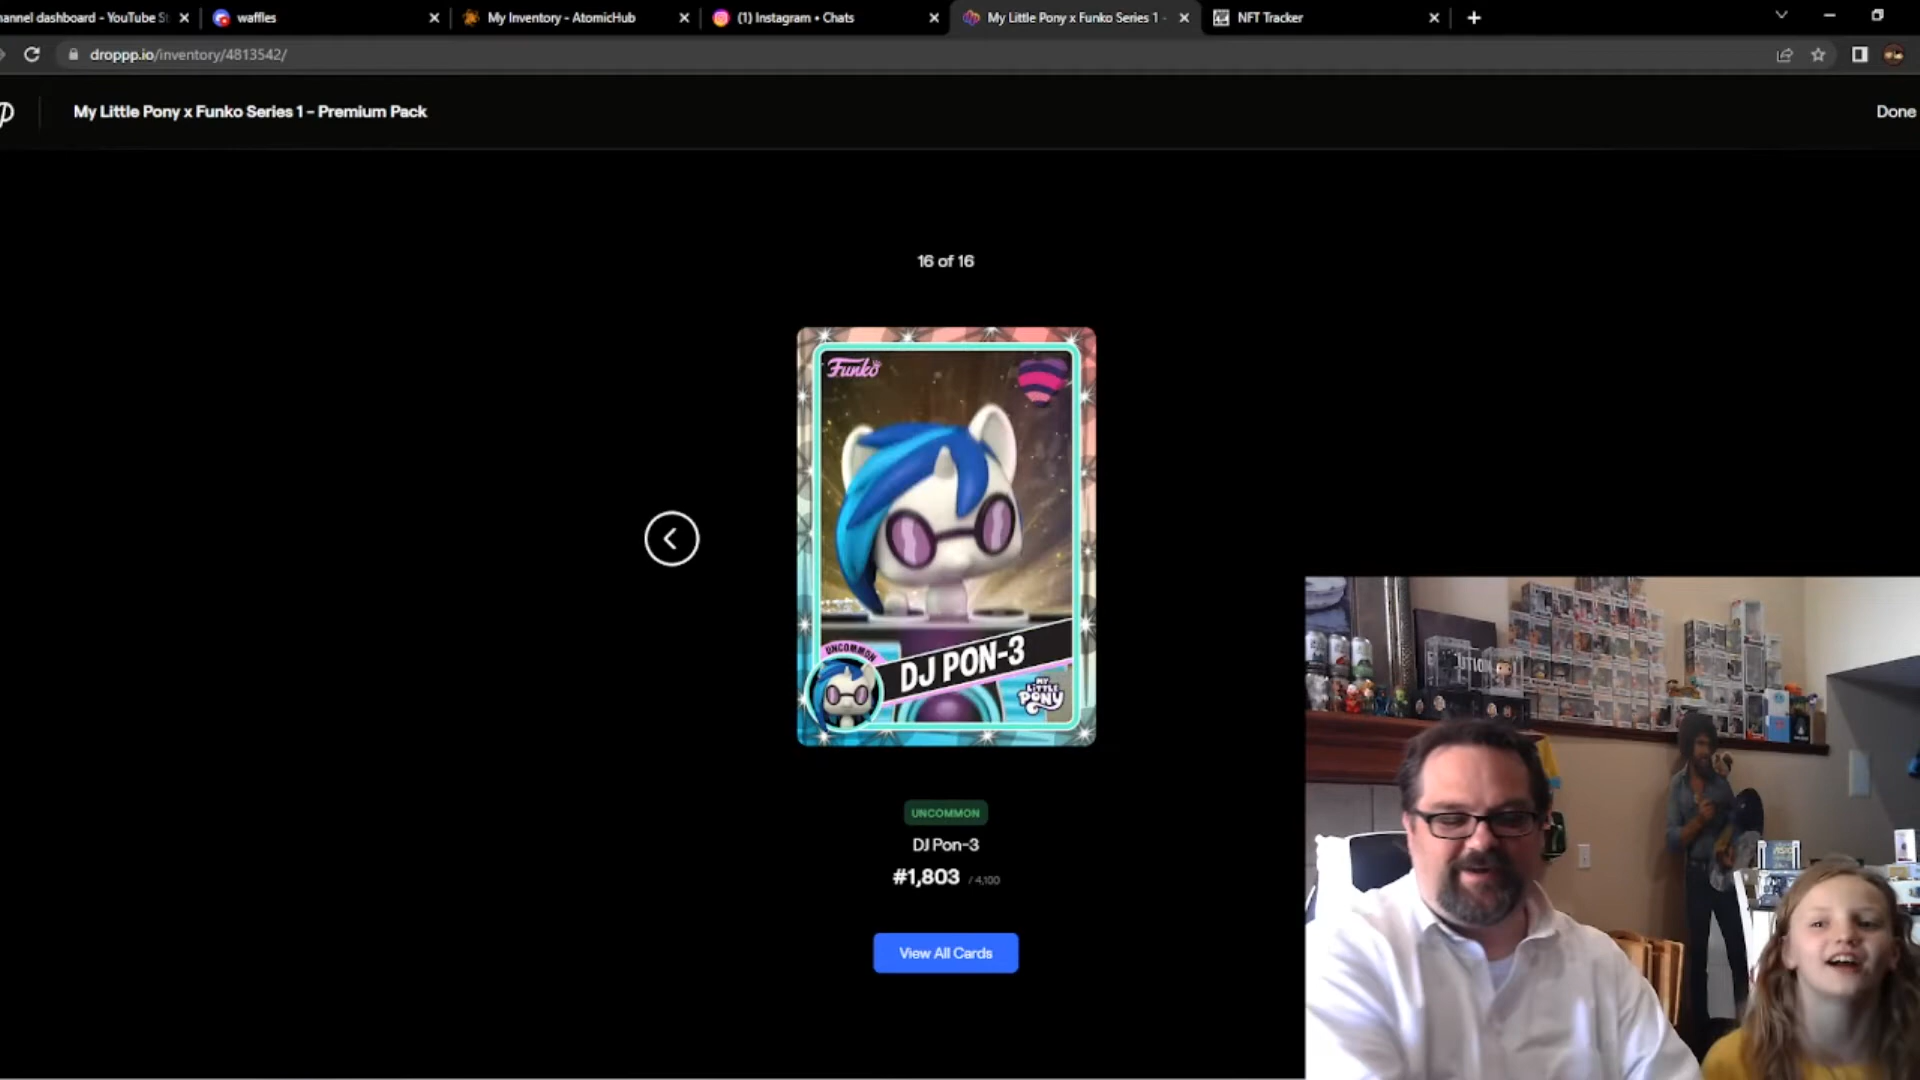 hannel dashboard - YouTube St
waffles
My Inventory - AtomicHub
(1) Instagram • Chats
My Little Pony x Funko Series 1 -
NFT Tracker
droppp.io/inventory/4813542/
My Little Pony x Funko Series 1 - Premium Pack
Done
16 of 16
Funko
UNCOMMON
DJ PON-3
MY LITTLE PONY
UNCOMMON
DJ Pon-3
#1,803 / 4,100
View All Cards